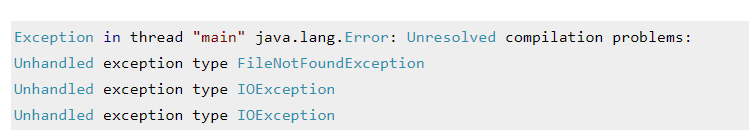 Exception in thread "main" java.lang.Error: Unresolved compilation problems:
Unhandled exception type FileNotFoundException
Unhandled exception type IOException
Unhandled exception type IOException